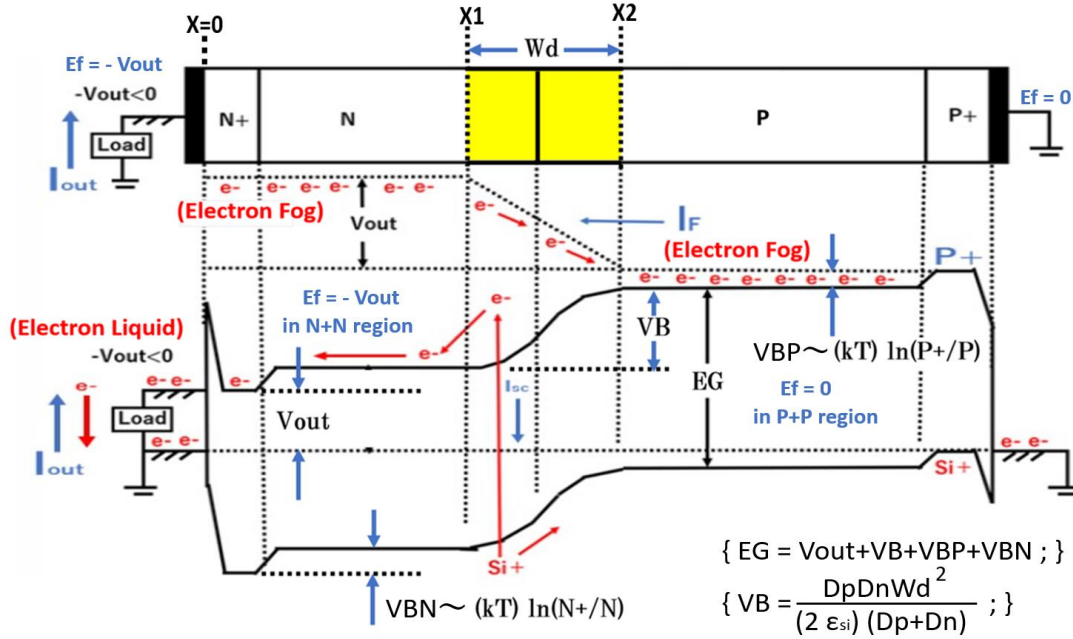 X=0
X1
X2
Wd
Ef = - Vout
-Vout<0
Load
Iout
N+
N
P
P+
Ef = 0
e- e- e- e- e- e-
(Electron Fog)
Vout
e-
e-
IF
(Electron Fog)
P+
e- e- e- e- e- e- e-
Ef = - Vout
in N+N region
e-
(Electron Liquid)
-Vout<0
VB
e-
VBP～(kT) ln(P+/P)
e- e-
e-
e-
Isc
EG
Ef = 0
in P+P region
Load
Vout
Iout
e- e-
e- e-
Si+
Si+
VBN～ (kT) ln(N+/N)
{ EG = Vout+VB+VBP+VBN ; }
{ VB = DpDnWd 2 / (2 εsi) (Dp+Dn) ; }